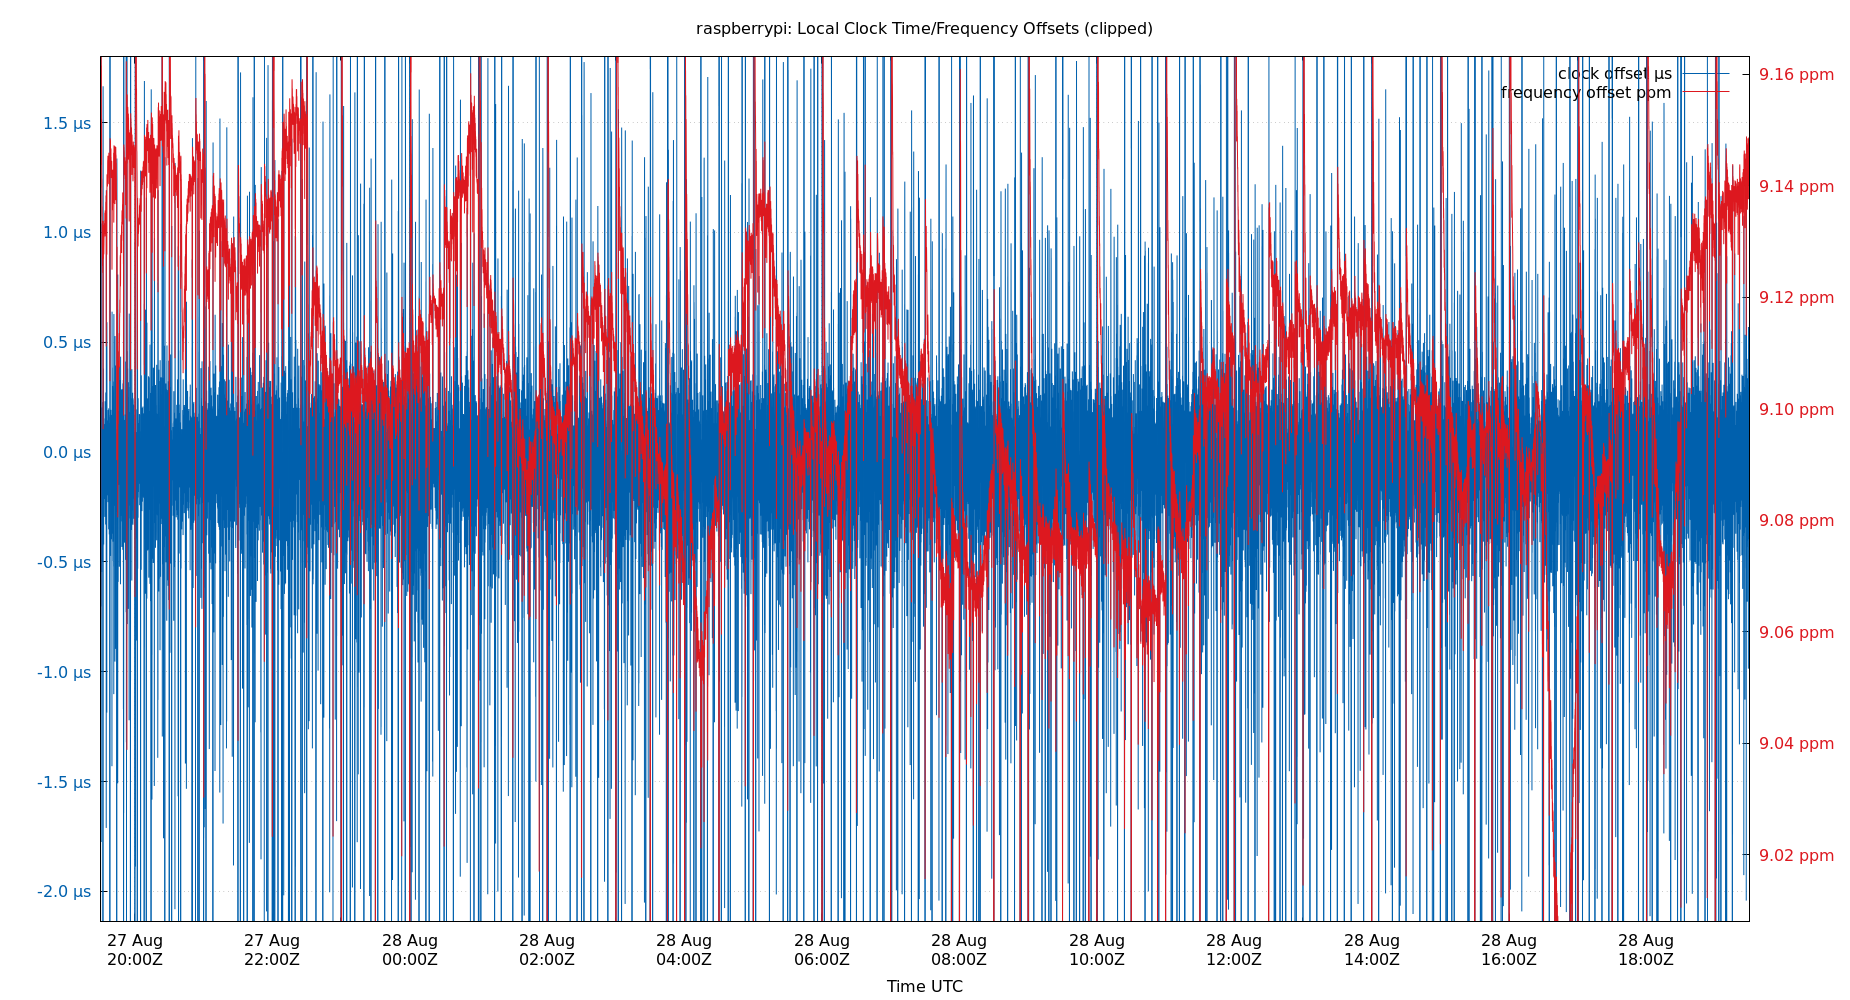 raspberrypi: Local Clock Time/Frequency Offsets (clipped)
clock offset µs
frequency offset ppm
1.5 µs
1.0 µs
0.5 µs
0.0 µs
-0.5 µs
-1.0 µs
-1.5 µs
-2.0 µs
9.16 ppm
9.14 ppm
9.12 ppm
9.10 ppm
9.08 ppm
9.06 ppm
9.04 ppm
9.02 ppm
27 Aug 27 Aug 28 Aug 28 Aug 28 Aug 28 Aug 28 Aug 28 Aug 28 Aug 28 Aug 28 Aug 28 Aug
20:00Z 22:00Z 00:00Z 02:00Z 04:00Z 06:00Z 08:00Z 10:00Z 12:00Z 14:00Z 16:00Z 18:00Z
Time UTC